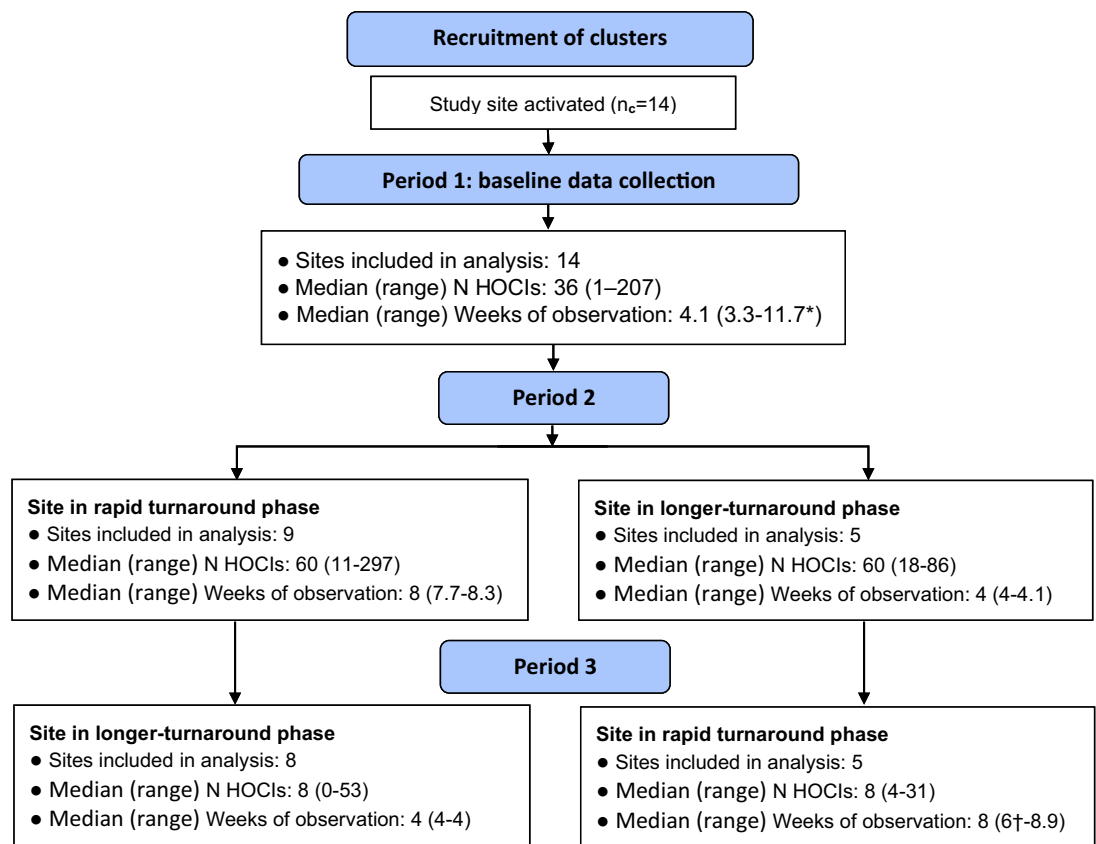 Recruitment of clusters
Study site activated (nc=14)
Period 1: baseline data collection
● Sites included in analysis: 14
● Median (range) N HOCIs: 36 (1–207)
● Median (range) Weeks of observation: 4.1 (3.3-11.7*)
Period 2
Site in rapid turnaround phase
● Sites included in analysis: 9
● Median (range) N HOCIs: 60 (11-297)
● Median (range) Weeks of observation: 8 (7.7-8.3)
Site in longer-turnaround phase
● Sites included in analysis: 5
● Median (range) N HOCIs: 60 (18-86)
● Median (range) Weeks of observation: 4 (4-4.1)
Period 3
Site in longer-turnaround phase
● Sites included in analysis: 8
● Median (range) N HOCIs: 8 (0-53)
● Median (range) Weeks of observation: 4 (4-4)
Site in rapid turnaround phase
● Sites included in analysis: 5
● Median (range) N HOCIs: 8 (4-31)
● Median (range) Weeks of observation: 8 (6†-8.9)